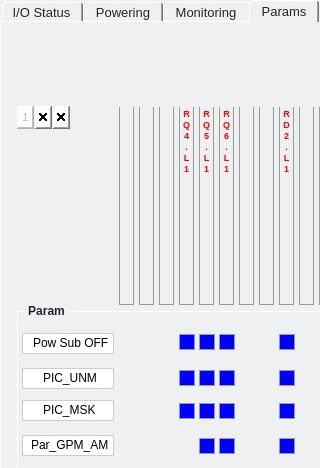 I/O Status Powering Monitoring Params
1
RQ4.L1 RQ5.L1 RQ6.L1 RD2.L1
Param
Pow Sub OFF
PIC_UNM
PIC_MSK
Par_GPM_AM